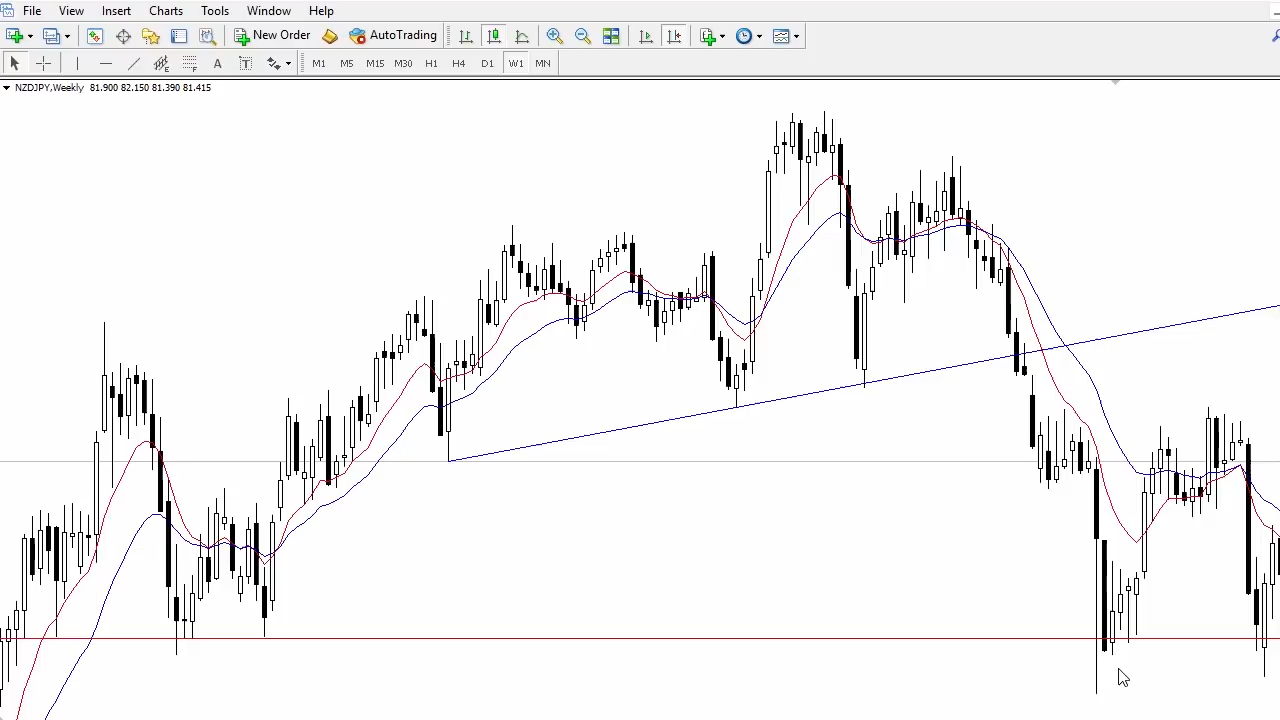 File View Insert Charts Tools Window Help
New Order AutoTrading
A T M1 M5 M15 M30 H1 H4 D1 W1 MN
NZDJPY,Weekly 81.900 82.150 81.390 81.415